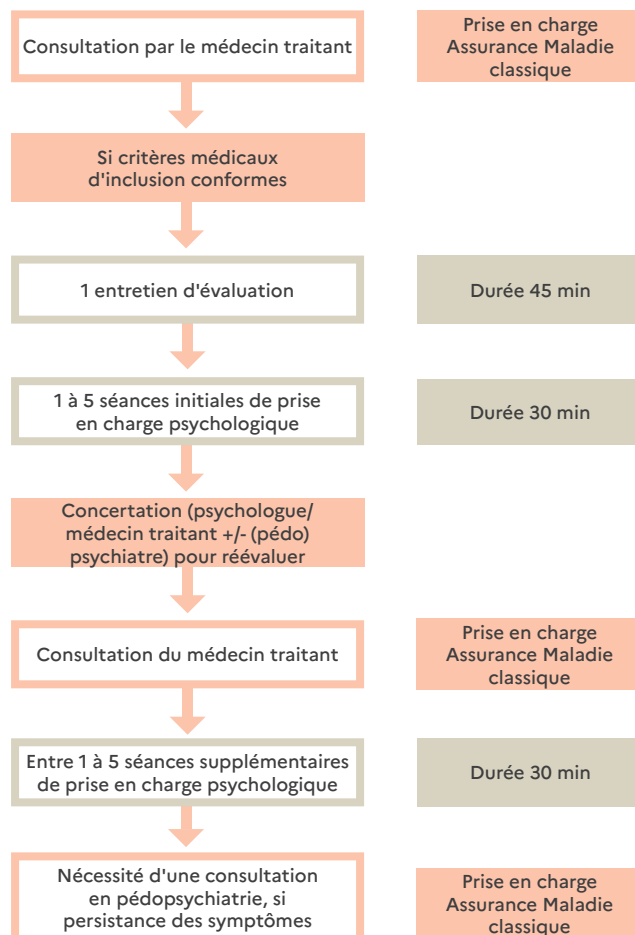 Consultation par le médecin traitant
Prise en charge
Assurance Maladie
classique
Si critères médicaux
d'inclusion conformes
1 entretien d'évaluation
Durée 45 min
1 à 5 séances initiales de prise
en charge psychologique
Durée 30 min
Concertation (psychologue/
médecin traitant +/- (pédo)
psychiatre) pour réévaluer
Consultation du médecin traitant
Prise en charge
Assurance Maladie
classique
Entre 1 à 5 séances supplémentaires
de prise en charge psychologique
Durée 30 min
Nécessité d'une consultation
en pédopsychiatrie, si
persistance des symptômes
Prise en charge
Assurance Maladie
classique